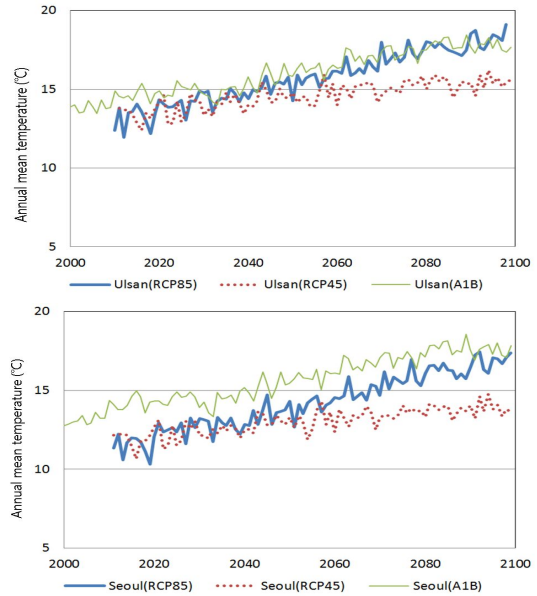 Annual mean temperature (℃)
20
15
10
5
2000 2020 2040 2060 2080 2100
Ulsan(RCP85) Ulsan(RCP45) Ulsan(A1B)
Annual mean temperature (℃)
20
15
10
5
2000 2020 2040 2060 2080 2100
Seoul(RCP85) Seoul(RCP45) Seoul(A1B)